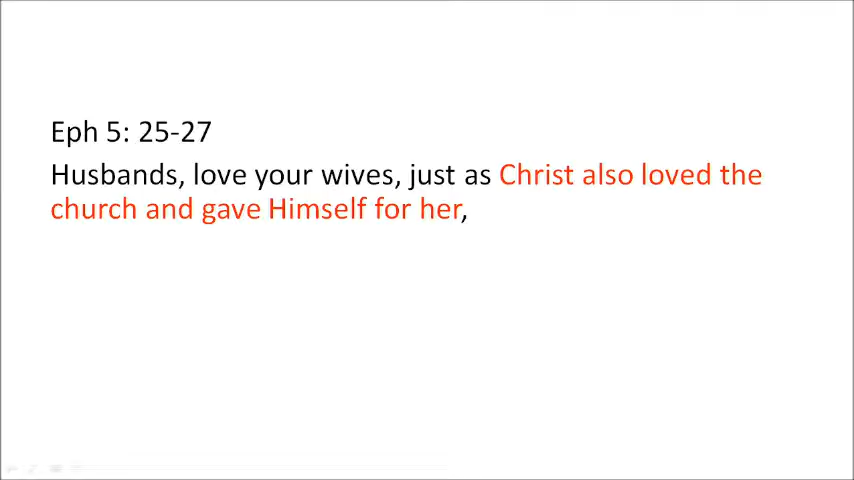 Eph 5: 25-27
Husbands, love your wives, just as Christ also loved the
church and gave Himself for her,